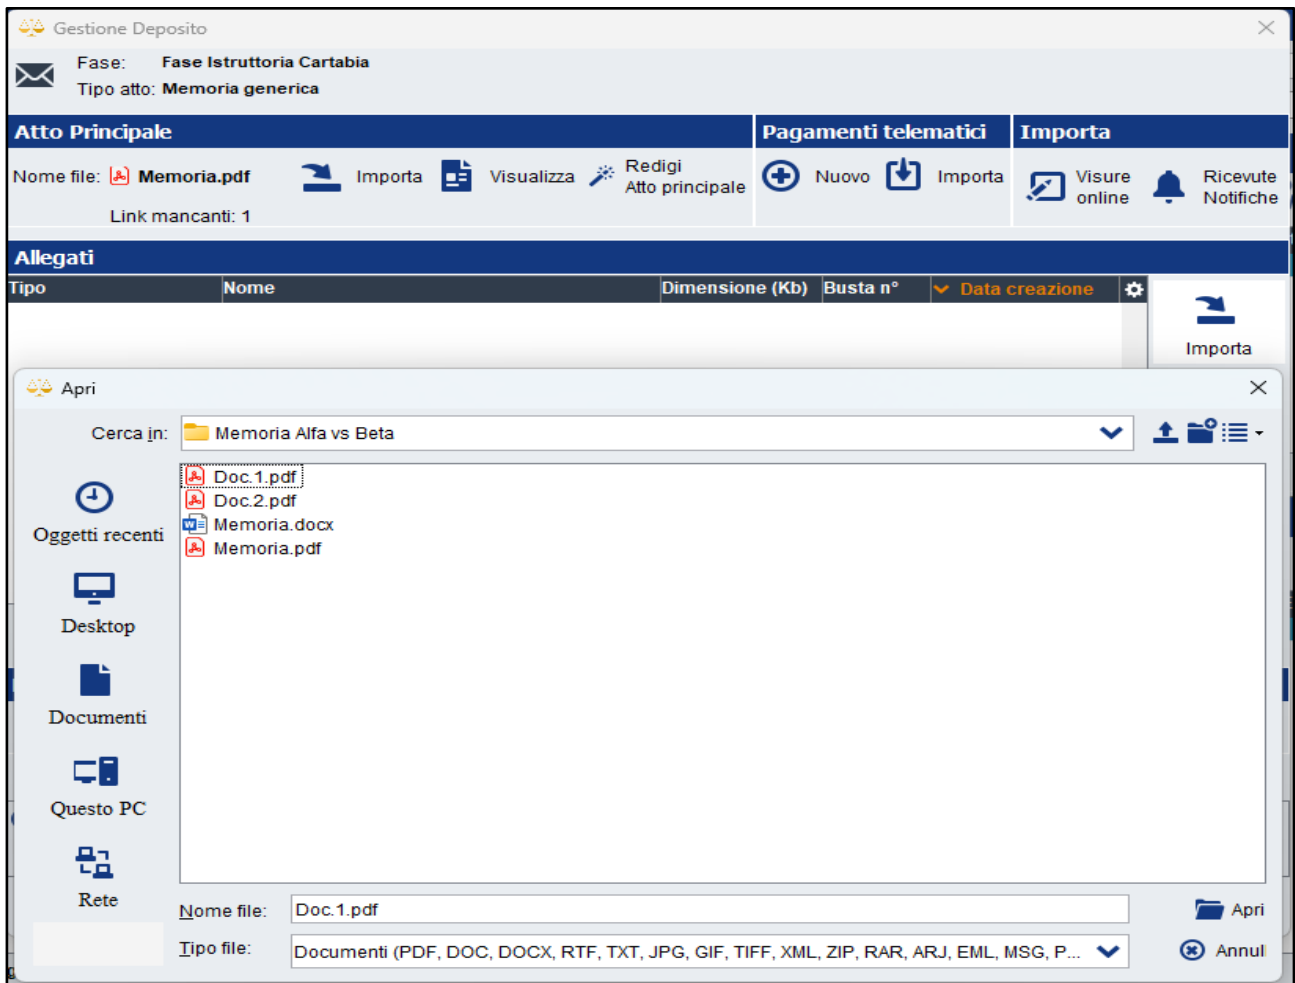 Gestione Deposito
Fase: Fase Istruttoria Cartabia
Tipo atto: Memoria generica
Atto Principale
Pagamenti telematici
Importa
Nome file: Memoria.pdf
Link mancanti: 1
Importa
Visualizza
Redigi
Atto principale
Nuovo
Importa
Visure
online
Ricevute
Notifiche
Allegati
Tipo Nome Dimensione (Kb) Busta n° Data creazione
Importa
Apri
Cerca in: Memoria Alfa vs Beta
Oggetti recenti
Desktop
Documenti
Questo PC
Rete
Doc.1.pdf
Doc.2.pdf
Memoria.docx
Memoria.pdf
Nome file: Doc.1.pdf
Apri
Tipo file: Documenti (PDF, DOC, DOCX, RTF, TXT, JPG, GIF, TIFF, XML, ZIP, RAR, ARJ, EML, MSG, P...
Annul